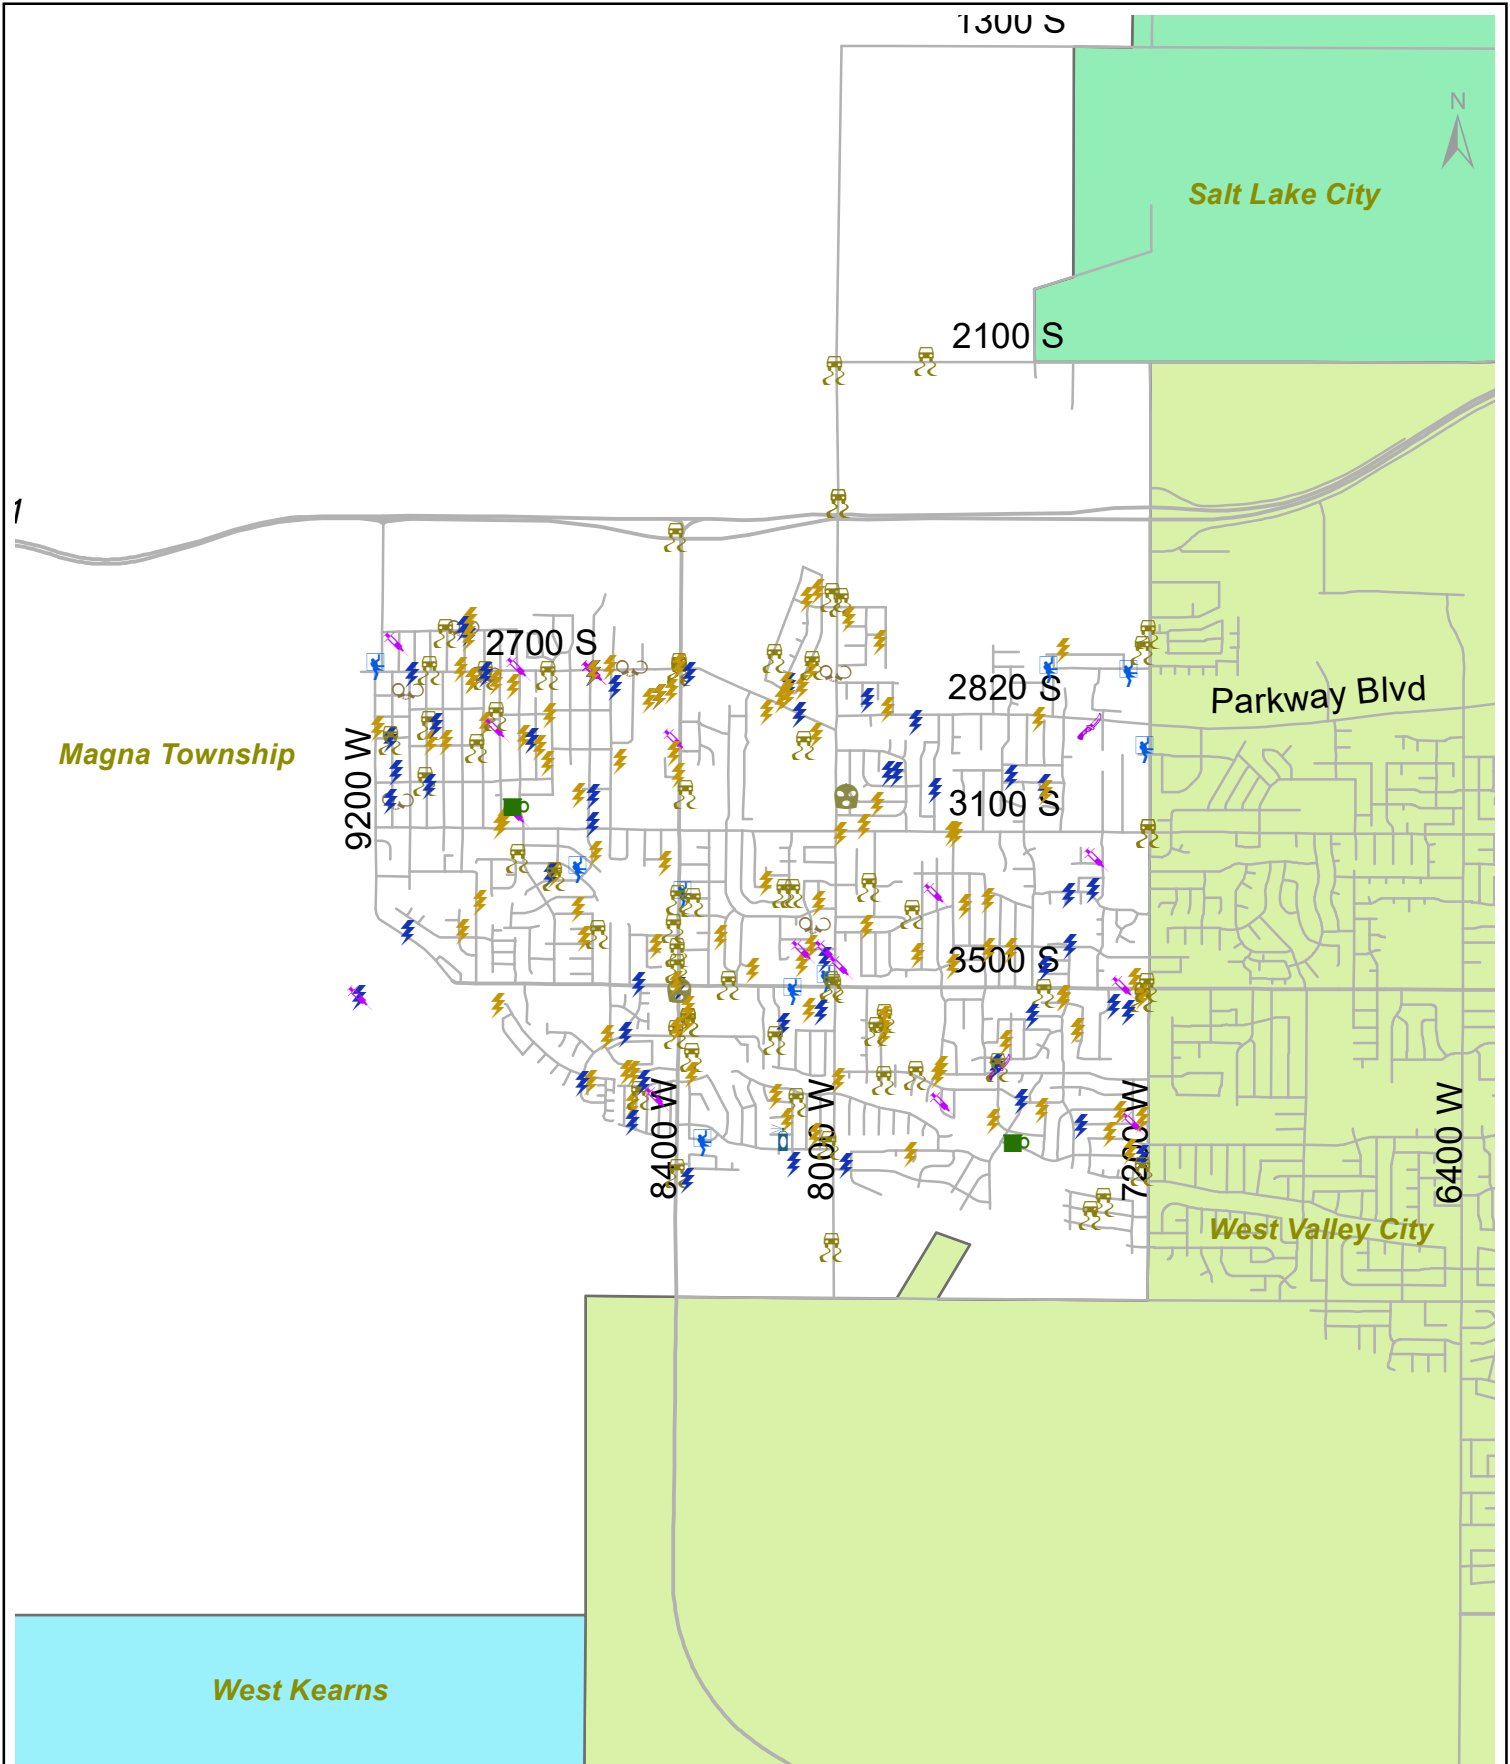 1300 S
N
Salt Lake City
2100 S
1
2700 S
2820 S
Parkway Blvd
Magna Township
9200 W
3100 S
3500 S
8400 W
8000 W
7200 W
6400 W
West Valley City
West Kearns